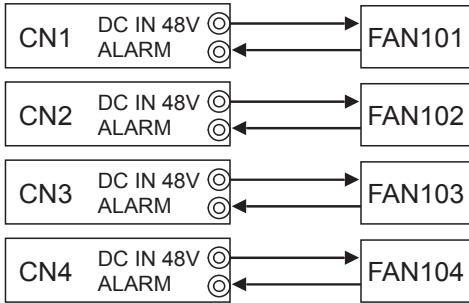 CN1 DC IN 48V FAN101
ALARM
CN2 DC IN 48V FAN102
ALARM
CN3 DC IN 48V FAN103
ALARM
CN4 DC IN 48V FAN104
ALARM